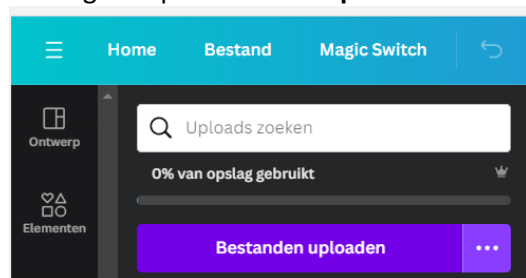 Home Bestand Magic Switch
Ontwerp
Uploads zoeken
0% van opslag gebruikt
Elementen
Bestanden uploaden